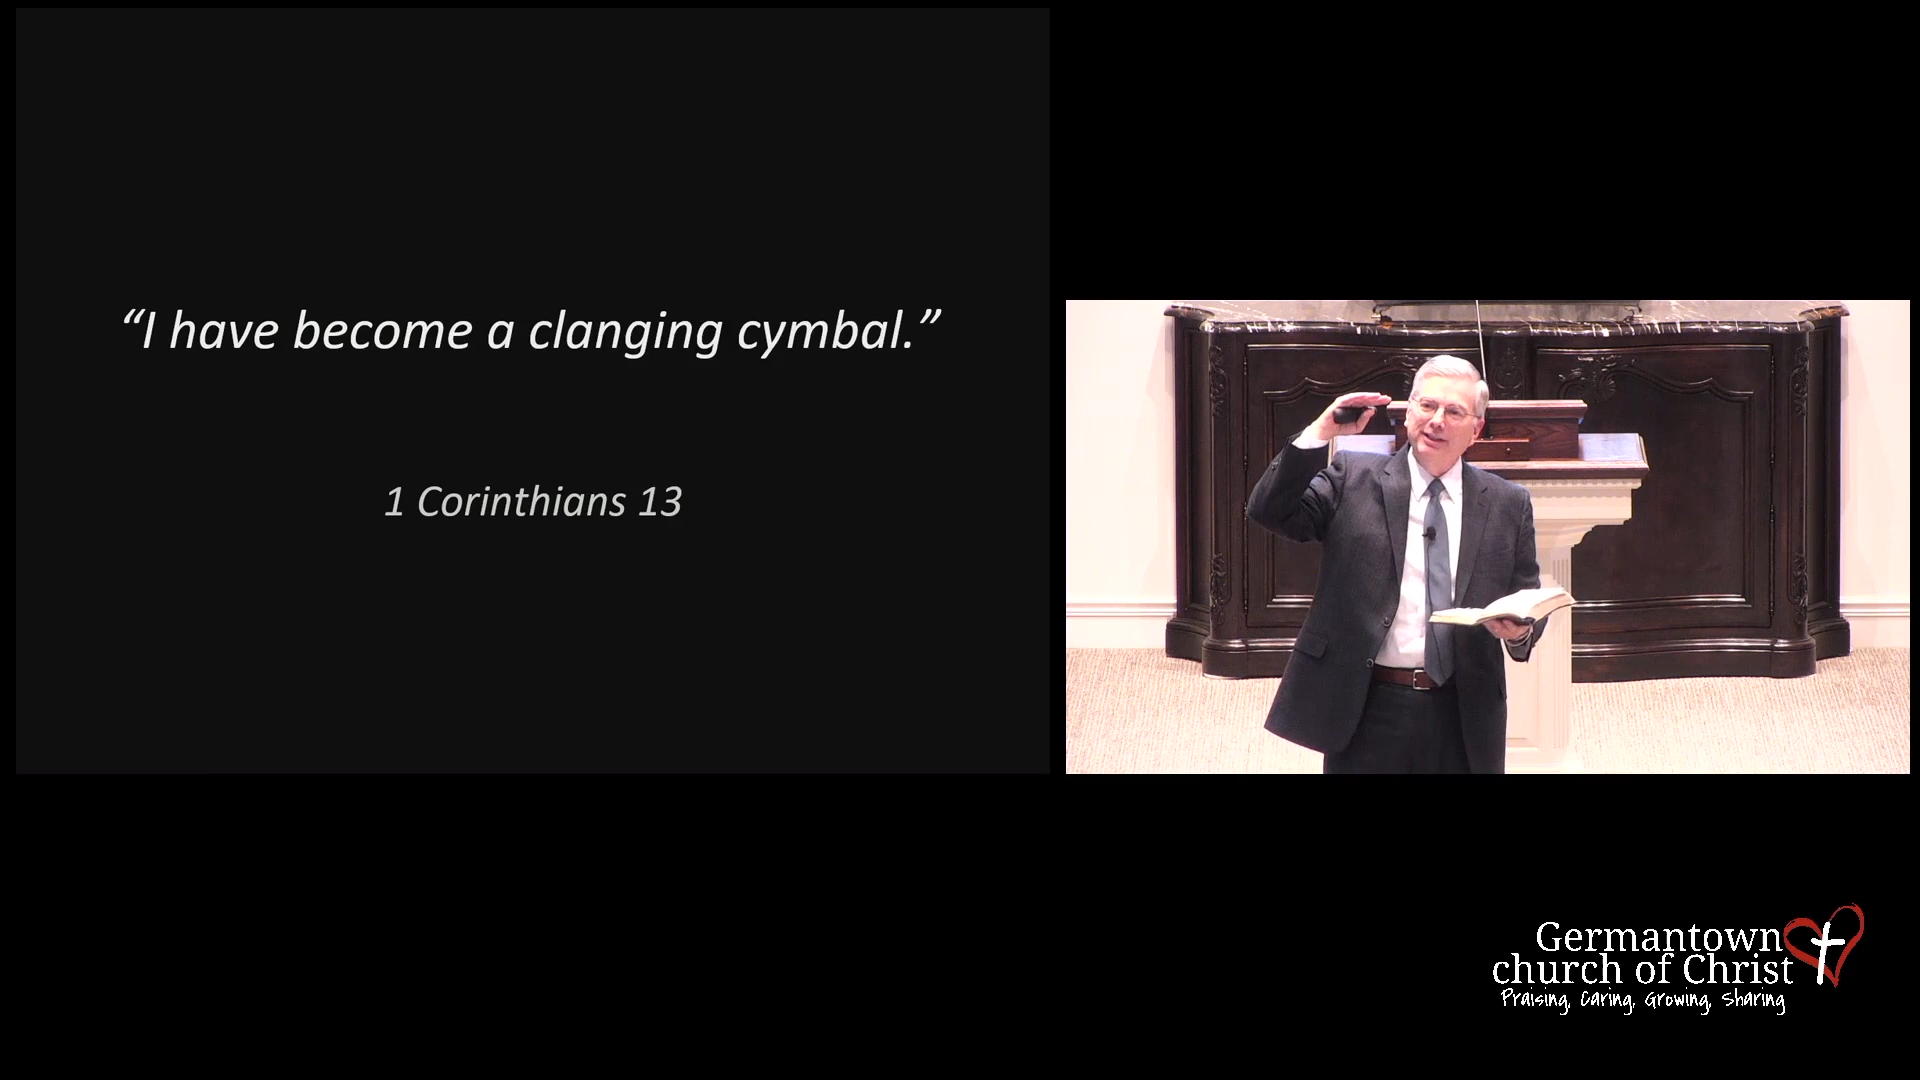 “I have become a clanging cymbal.”
1 Corinthians 13
Germantown
church of Christ
Praising, Caring, Growing, Sharing